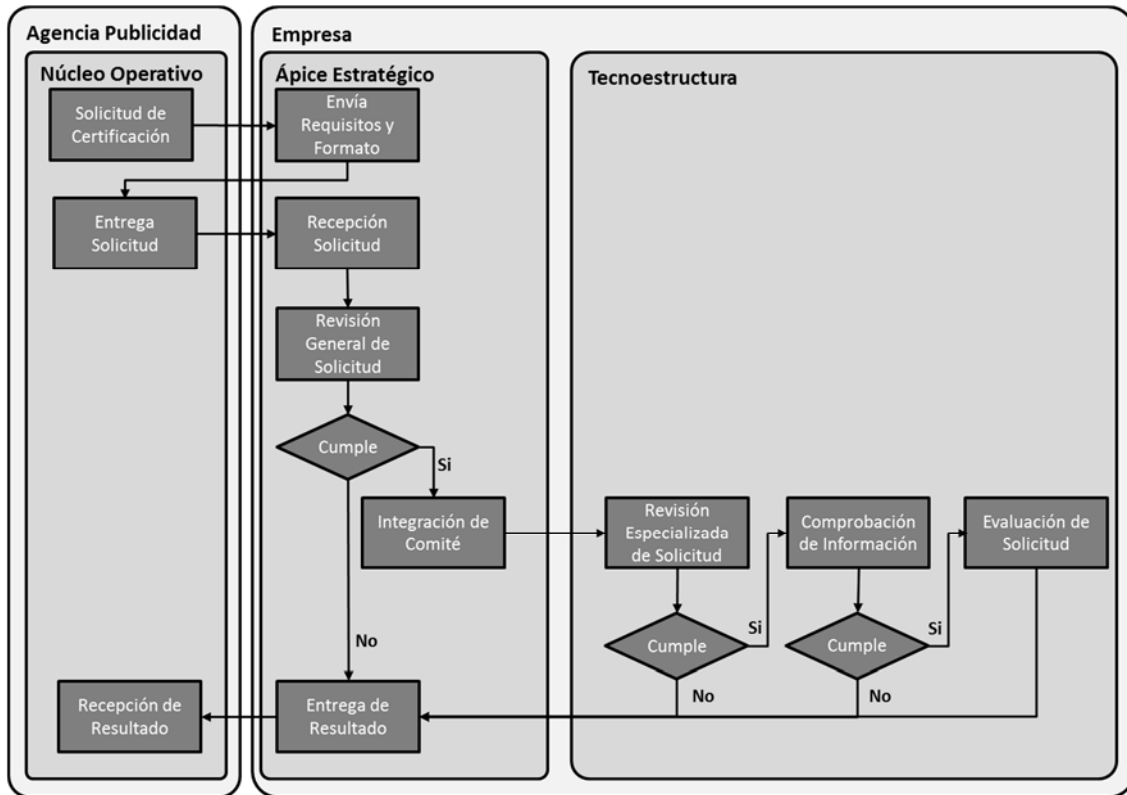 Agencia Publicidad
Empresa
Núcleo Operativo
Ápice Estratégico
Tecnoestructura
Solicitud de
Certificación
Envía
Requisitos y
Formato
Entrega
Solicitud
Recepción
Solicitud
Revisión
General de
Solicitud
Cumple
Si
Integración de
Comité
Revisión
Especializada
de Solicitud
Comprobación
de Información
Evaluación de
Solicitud
Cumple
Si
Cumple
Si
No
No
No
Recepción de
Resultado
Entrega de
Resultado